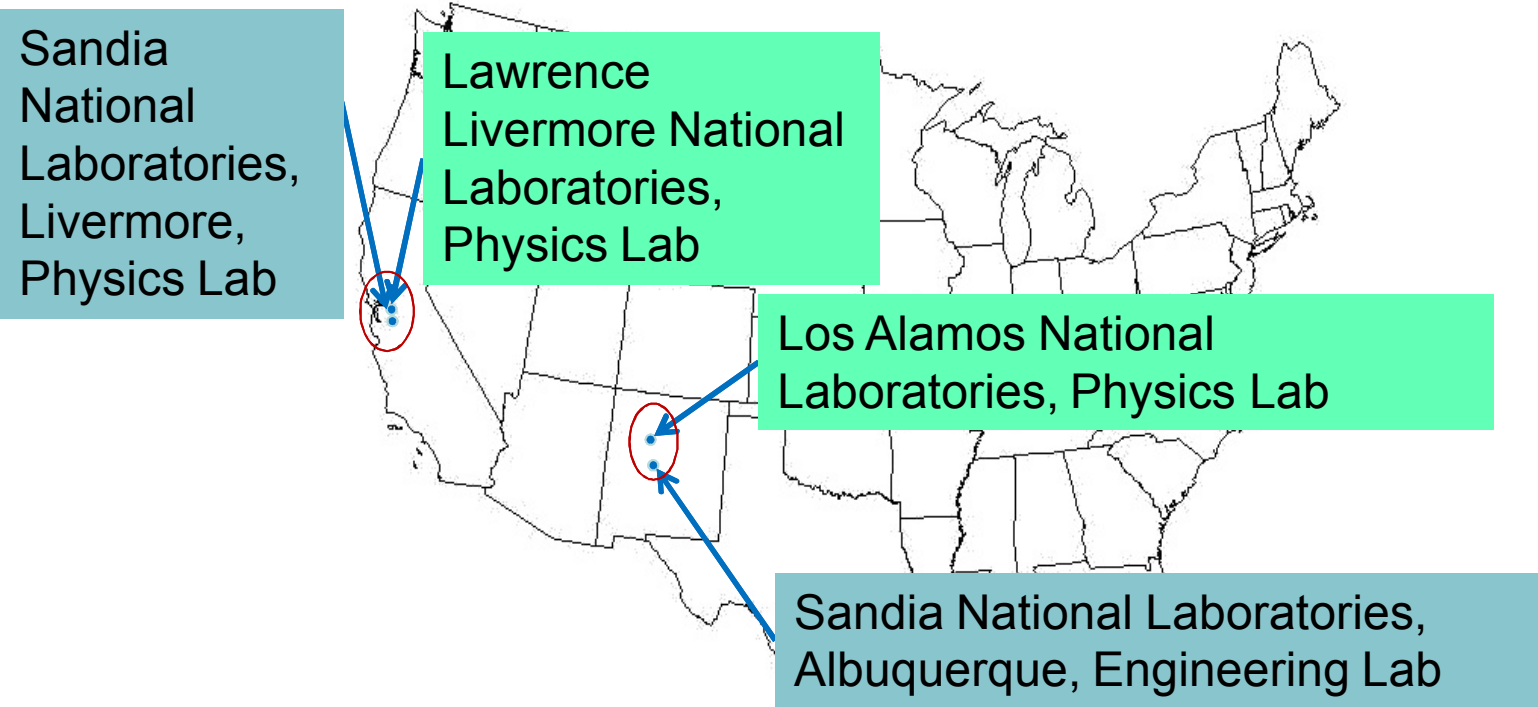 Sandia
National
Laboratories,
Livermore,
Physics Lab
Lawrence
Livermore National
Laboratories,
Physics Lab
Los Alamos National
Laboratories, Physics Lab
Sandia National Laboratories,
Albuquerque, Engineering Lab